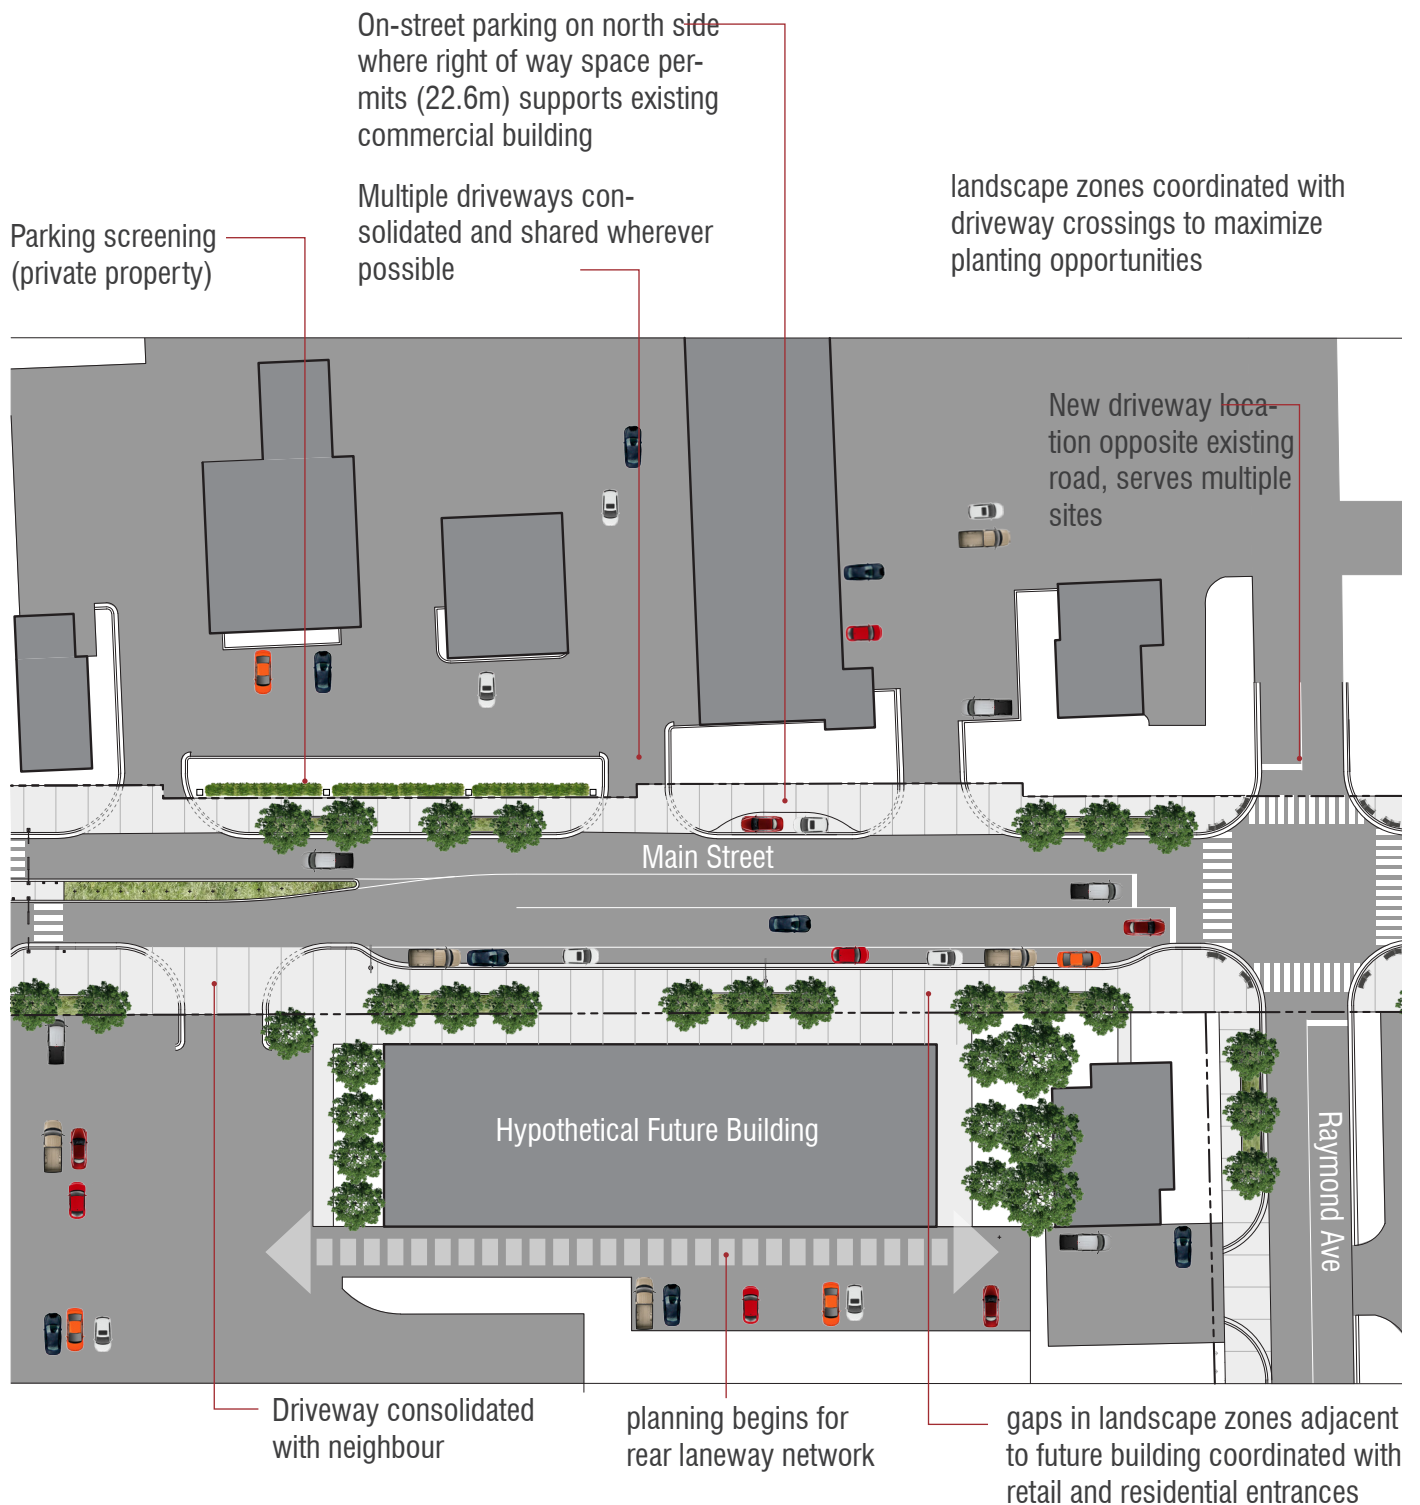 On-street parking on north side
where right of way space per-
mits (22.6m) supports existing
commercial building
Multiple driveways con-
solidated and shared wherever
possible
Parking screening
(private property)
landscape zones coordinated with
driveway crossings to maximize
planting opportunities
New driveway loca-
tion opposite existing
road, serves multiple
sites
Main Street
Hypothetical Future Building
Raymond Ave
Driveway consolidated
with neighbour
planning begins for
rear laneway network
gaps in landscape zones adjacent
to future building coordinated with
retail and residential entrances